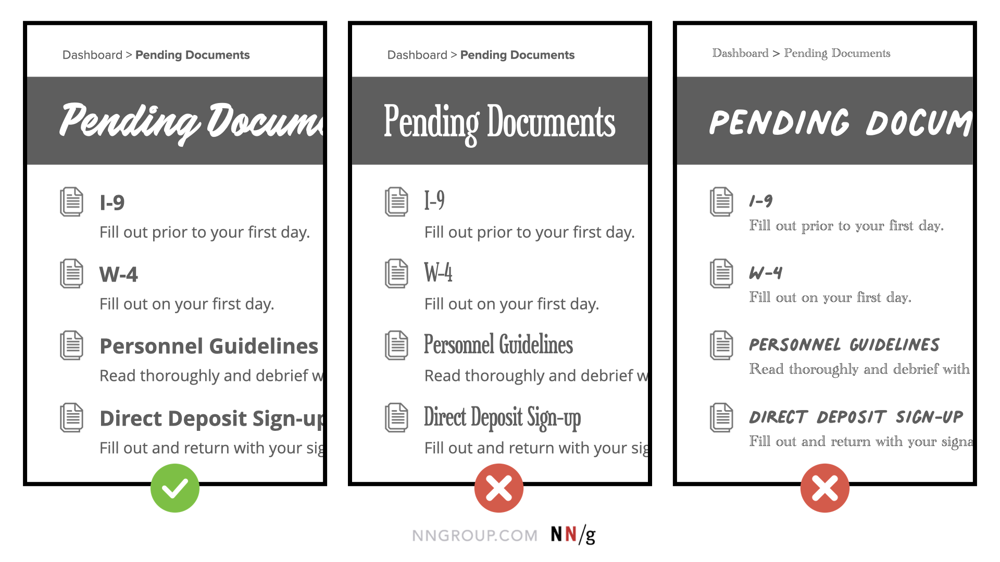 Dashboard > Pending Documents
Pending Docum
I-9
Fill out prior to your first day.
W-4
Fill out on your first day.
Personnel Guidelines
Read thoroughly and debrief w
Direct Deposit Sign-up
Fill out and return with your sig
Dashboard > Pending Documents
Pending Documents
I-9
Fill out prior to your first day.
W-4
Fill out on your first day.
Personnel Guidelines
Read thoroughly and debrief w
Direct Deposit Sign-up
Fill out and return with your sig
Dashboard > Pending Documents
PENDING DOCUM
I-9
Fill out prior to your first day.
W-4
Fill out on your first day.
PERSONNEL GUIDELINES
Read thoroughly and debrief with
DIRECT DEPOSIT SIGN-UP
Fill out and return with your signa
NNGROUP.COM NN/g